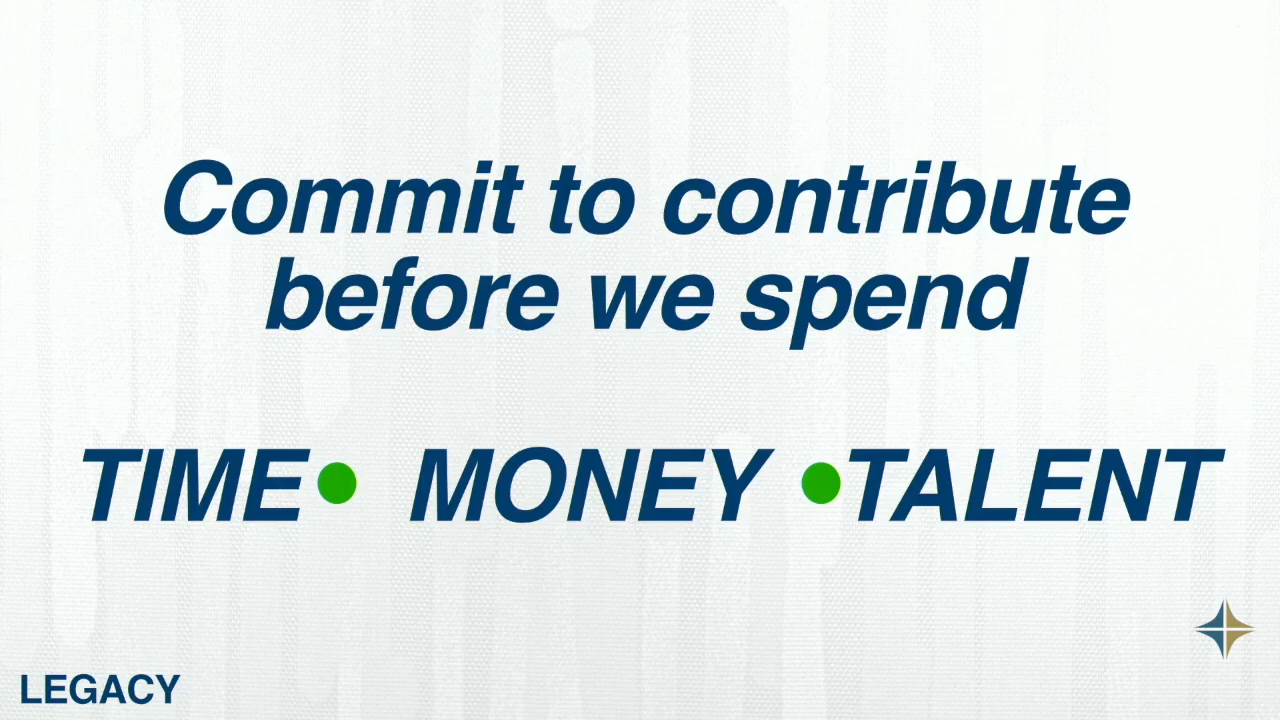 Commit to contribute
before we spend
TIME• MONEY •TALENT
LEGACY